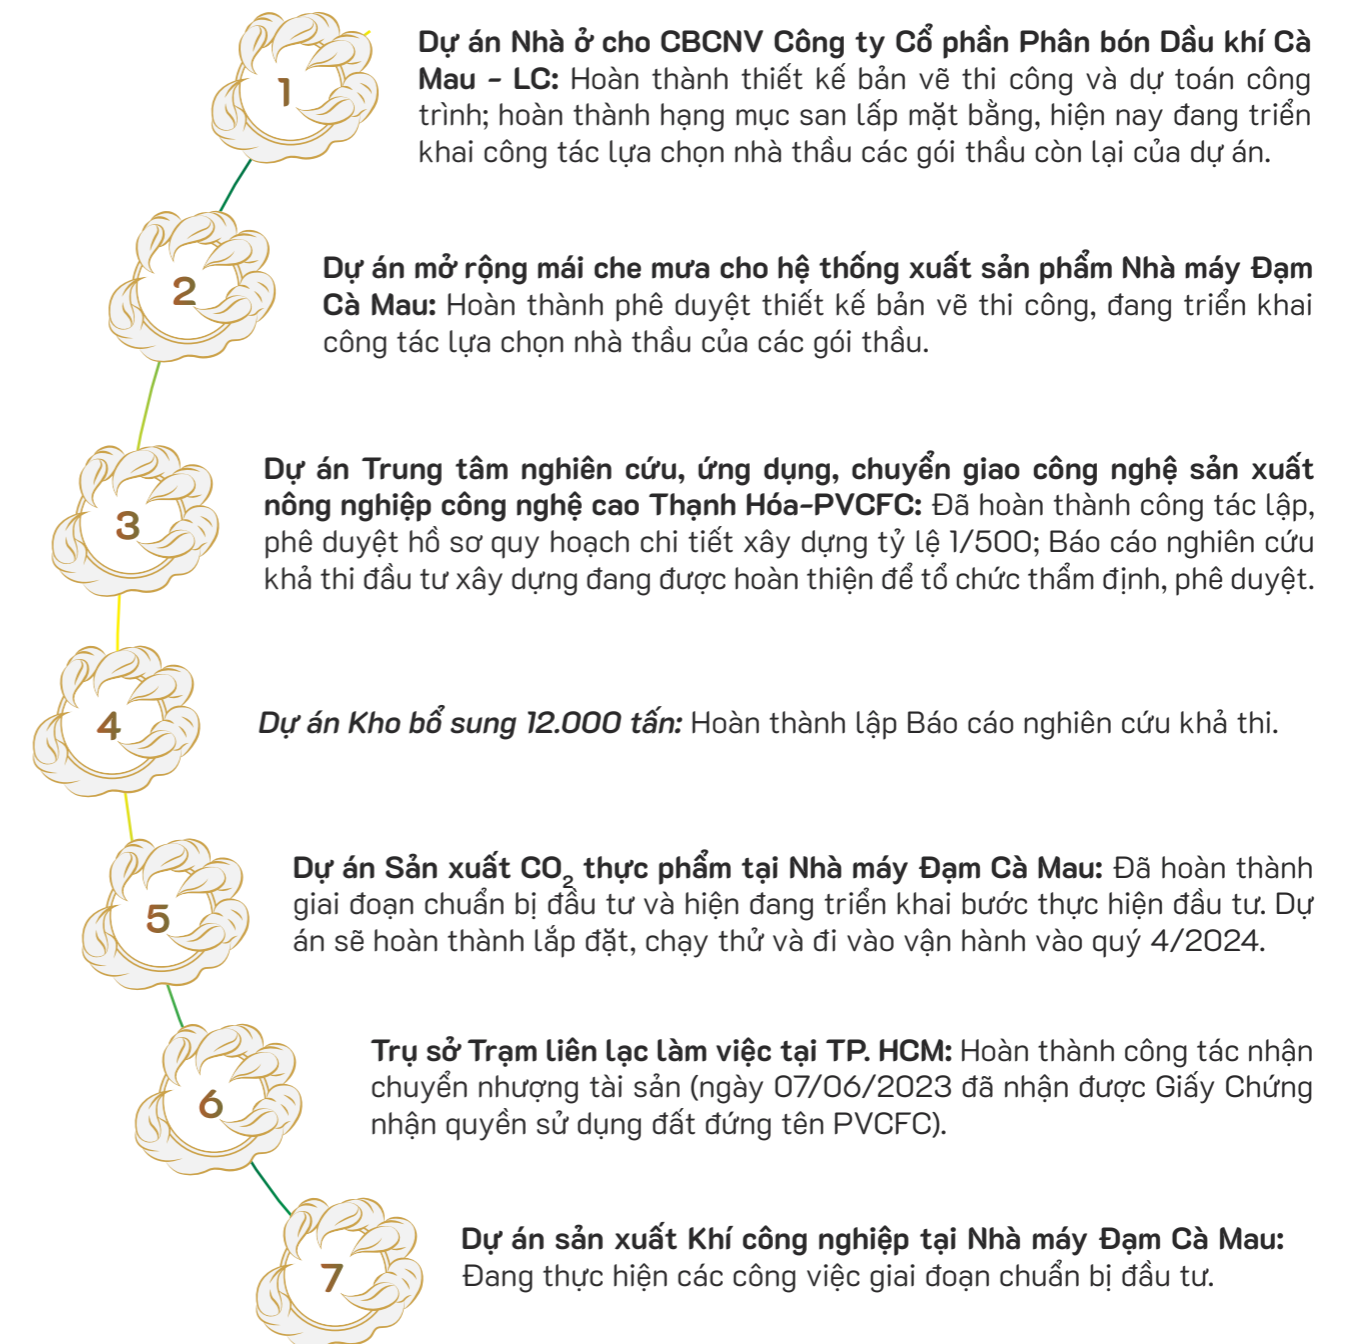 1
Dự án Nhà ở cho CBCNV Công ty Cổ phần Phân bón Dầu khí Cà
Mau - LC: Hoàn thành thiết kế bản vẽ thi công và dự toán công
trình; hoàn thành hạng mục san lấp mặt bằng, hiện nay đang triển
khai công tác lựa chọn nhà thầu các gói thầu còn lại của dự án.
2
Dự án mở rộng mái che mưa cho hệ thống xuất sản phẩm Nhà máy Đạm
Cà Mau: Hoàn thành phê duyệt thiết kế bản vẽ thi công, đang triển khai
công tác lựa chọn nhà thầu của các gói thầu.
3
Dự án Trung tâm nghiên cứu, ứng dụng, chuyển giao công nghệ sản xuất
nông nghiệp công nghệ cao Thạnh Hóa-PVCFC: Đã hoàn thành công tác lập,
phê duyệt hồ sơ quy hoạch chi tiết xây dựng tỷ lệ 1/500; Báo cáo nghiên cứu
khả thi đầu tư xây dựng đang được hoàn thiện để tổ chức thẩm định, phê duyệt.
4
Dự án Kho bổ sung 12.000 tấn: Hoàn thành lập Báo cáo nghiên cứu khả thi.
5
Dự án Sản xuất CO₂ thực phẩm tại Nhà máy Đạm Cà Mau: Đã hoàn thành
giai đoạn chuẩn bị đầu tư và hiện đang triển khai bước thực hiện đầu tư. Dự
án sẽ hoàn thành lắp đặt, chạy thử và đi vào vận hành vào quý 4/2024.
6
Trụ sở Trạm liên lạc làm việc tại TP. HCM: Hoàn thành công tác nhận
chuyển nhượng tài sản (ngày 07/06/2023 đã nhận được Giấy Chứng
nhận quyền sử dụng đất đứng tên PVCFC).
7
Dự án sản xuất Khí công nghiệp tại Nhà máy Đạm Cà Mau:
Đang thực hiện các công việc giai đoạn chuẩn bị đầu tư.